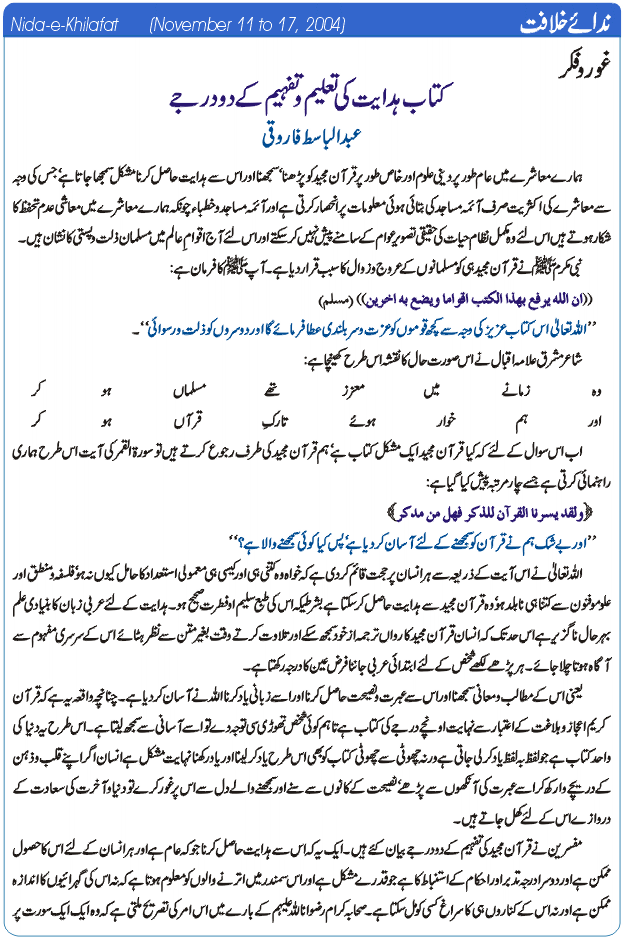 Nida-e-Khilafat (November 11 to 17, 2004) ندائے خلافت
غور و فکر
کتاب ہدایت کی تعلیم و تفہیم کے دو درجے
عبدالباسط فاروقی
ہمارے معاشرے میں عام طور پر دینی علوم اور خاص طور پر قرآن مجید کو پڑھنا‘ سمجھنا اور اس سے ہدایت حاصل کرنا مشکل سمجھا جاتا ہے‘ جس کی وجہ
سے معاشرے کی اکثریت صرف آئمہ مساجد کی بتائی ہوئی معلومات پر انحصار کرتی ہے اور آئمہ مساجد و خطباء چونکہ ہمارے معاشرے میں معاشی عدم تحفظ کا
شکار ہوتے ہیں اس لئے وہ مکمل نظام حیات کی حقیقی تصویر عوام کے سامنے پیش نہیں کر سکتے اور اس لئے آج اقوامِ عالم میں مسلمان ذلت و پستی کا نشان ہیں۔
نبی مکرم ﷺ نے قرآن مجید ہی کو مسلمانوں کے عروج و زوال کا سبب قرار دیا ہے۔ آپ ﷺ کا فرمان ہے:
((ان الله يرفع بهذا الكتب اقواما ويضع به اخرين)) (مسلم)
’’اللہ تعالیٰ اس کتاب عزیز کی وجہ سے کچھ قوموں کو عزت و سربلندی عطا فرمائے گا اور دوسروں کو ذلت و رسوائی‘‘۔
شاعر مشرق علامہ اقبال نے اس صورت حال کا نقشہ اس طرح کھینچا ہے:
وہ زمانے میں معزز تھے مسلماں ہو کر
اور ہم خوار ہوئے تارکِ قرآں ہو کر
اب اس سوال کے لئے کہ کیا قرآن مجید ایک مشکل کتاب ہے‘ ہم قرآن مجید کی طرف رجوع کرتے ہیں تو سورۃ القمر کی آیت اس طرح ہماری
راہنمائی کرتی ہے جسے چار مرتبہ پیش کیا گیا ہے:
﴿ولقد يسرنا القرآن للذكر فهل من مدكر﴾
’’اور بے شک ہم نے قرآن کو سمجھنے کے لئے آسان کر دیا ہے‘ پس کیا کوئی سمجھنے والا ہے؟‘‘
اللہ تعالیٰ نے اس آیت کے ذریعہ سے ہر انسان پر حجت قائم کر دی ہے کہ خواہ وہ کتنی ہی اور کیسی ہی معمولی استعداد کا حامل کیوں نہ ہو‘ فلسفہ و منطق اور
علوم و فنون سے کتنا ہی نابلد ہو‘ وہ قرآن مجید سے ہدایت حاصل کر سکتا ہے بشرطیکہ اس کی طبع سلیم اور فطرت صحیح ہو۔ ہدایت کے لئے عربی زبان کا بنیادی علم
بہرحال ناگزیر ہے اس حد تک کہ انسان قرآن مجید کا رواں ترجمہ از خود سمجھ سکے اور تلاوت کرتے وقت بغیر متن سے نظر ہٹائے اس کے سرسری مفہوم سے
آگاہ ہوتا چلا جائے۔ ہر پڑھے لکھے شخص کے لئے ابتدائی عربی جاننا فرض عین کا درجہ رکھتا ہے۔
یعنی اس کے مطالب و معانی سمجھنا اور اس سے عبرت و نصیحت حاصل کرنا اور اسے زبانی یاد کرنا اللہ نے آسان کر دیا ہے۔ چنانچہ واقعہ یہ ہے کہ قرآن
کریم اعجاز و بلاغت کے اعتبار سے نہایت اونچے درجے کی کتاب ہے تاہم کوئی شخص تھوڑی سی توجہ دے تو اسے آسانی سے سمجھ لیتا ہے۔ اس طرح یہ دنیا کی
واحد کتاب ہے جو لفظ بہ لفظ یاد کر لی جاتی ہے ورنہ چھوٹی سے چھوٹی کتاب کو بھی اس طرح یاد کر لینا اور یاد رکھنا نہایت مشکل ہے‘ انسان اگر اپنے قلب و ذہن
کے دریچے وا رکھ کر اسے عبرت کی آنکھوں سے پڑھے‘ نصیحت کے کانوں سے سنے اور سمجھنے والے دل سے اس پر غور کرے تو دنیا و آخرت کی سعادت کے
دروازے اس کے لئے کھل جاتے ہیں۔
مفسرین نے قرآن مجید کی تفہیم کے دو درجے بیان کئے ہیں۔ ایک یہ کہ اس سے ہدایت حاصل کرنا جو کہ عام ہے اور ہر انسان کے لئے اس کا حصول
ممکن ہے اور دوسرا درجہ تدبر اور احکام کے استنباط کا ہے جو قدرے مشکل ہے اور اس سمندر میں اترنے والوں کو معلوم ہوتا ہے کہ نہ اس کی گہرائیوں کا اندازہ
ممکن ہے اور نہ اس کے کناروں ہی کا سراغ کسی کو مل سکتا ہے۔ صحابہ کرام رضوان اللہ علیہم کے بارے میں اس امر کی تصریح ملتی ہے کہ وہ ایک ایک سورت پر